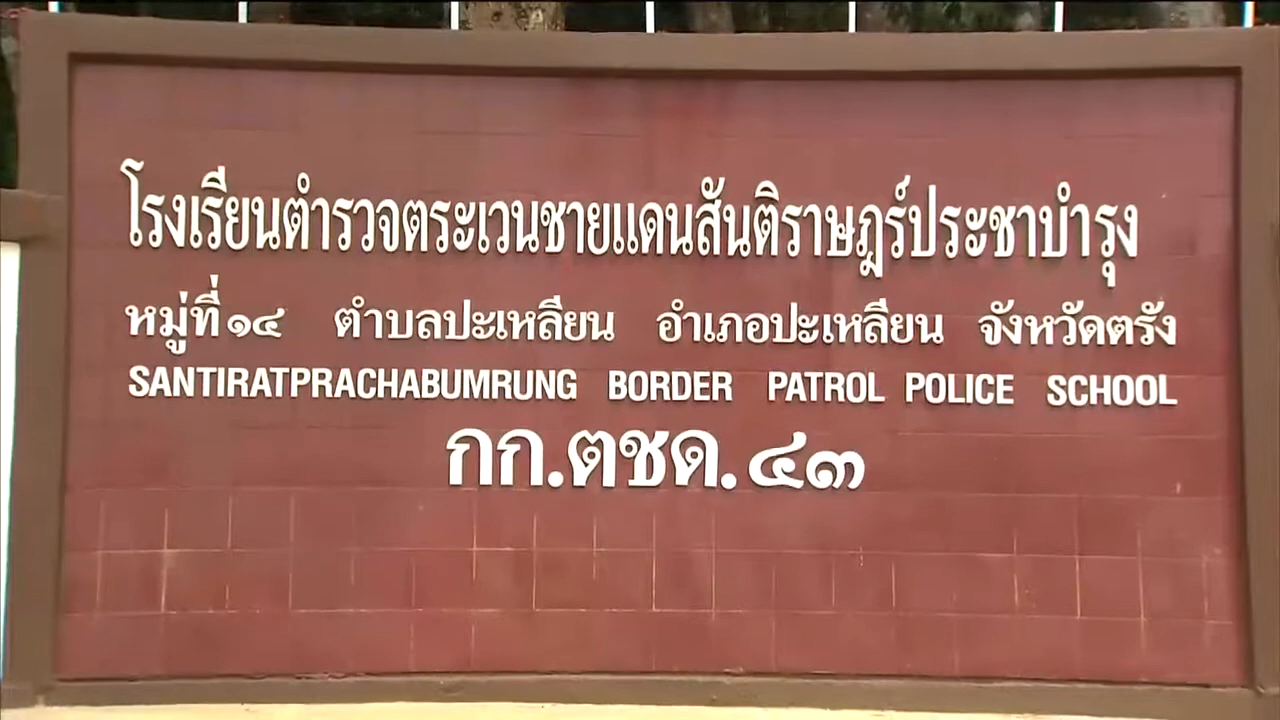 โรงเรียนตำรวจตระเวนชายแดนสันติราษฎร์ประชาบำรุง
หมู่ที่ ๑๔ ตำบลปะเหลียน อำเภอปะเหลียน จังหวัดตรัง
SANTIRATPRACHABUMRUNG BORDER PATROL POLICE SCHOOL
กก.ตชด.๔๓